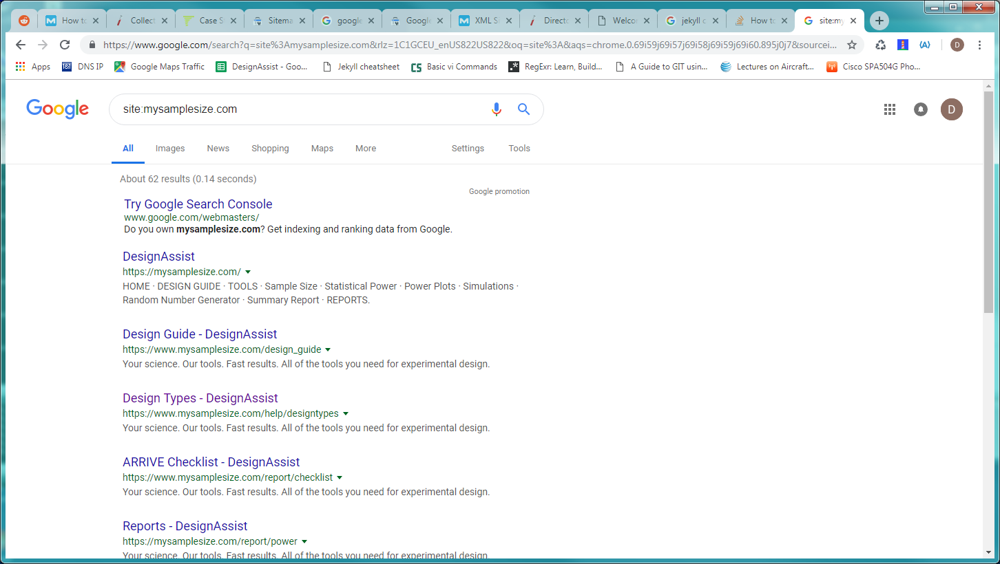 How to
Collect
Case S
Sitema
google
Google
XML Si
Directo
Welcon
jekyll c
How to
site:my
https://www.google.com/search?q=site%3Amysamplesize.com&rlz=1C1GCEU_enUS822US822&oq=site%3A&aqs=chrome.0.69i59j69i57j69i58j69i59j69i60.895j0j7&sourcei...
D
Apps
DNS IP
Google Maps Traffic
DesignAssist - Goo...
Jekyll cheatsheet
CS Basic vi Commands
RegExr: Learn, Build...
A Guide to GIT usin...
Lectures on Aircraft...
Cisco SPA504G Pho...
Google
site:mysamplesize.com
D
All Images News Shopping Maps More Settings Tools
About 62 results (0.14 seconds)
Google promotion
Try Google Search Console
www.google.com/webmasters/
Do you own mysamplesize.com? Get indexing and ranking data from Google.
DesignAssist
https://mysamplesize.com/
HOME · DESIGN GUIDE · TOOLS · Sample Size · Statistical Power · Power Plots · Simulations ·
Random Number Generator · Summary Report · REPORTS.
Design Guide - DesignAssist
https://www.mysamplesize.com/design_guide
Your science. Our tools. Fast results. All of the tools you need for experimental design.
Design Types - DesignAssist
https://www.mysamplesize.com/help/designtypes
Your science. Our tools. Fast results. All of the tools you need for experimental design.
ARRIVE Checklist - DesignAssist
https://www.mysamplesize.com/report/checklist
Your science. Our tools. Fast results. All of the tools you need for experimental design.
Reports - DesignAssist
https://mysamplesize.com/report/power
Your science. Our tools. Fast results. All of the tools you need for experimental design.